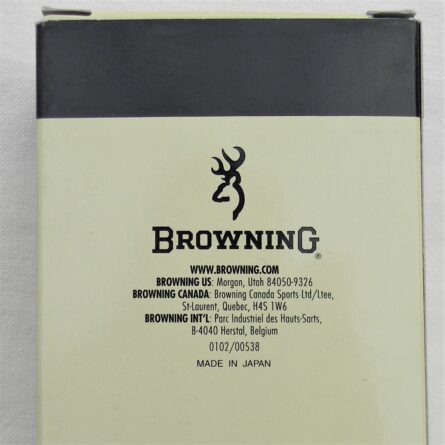 BROWNING®
WWW.BROWNING.COM
BROWNING US: Morgan, Utah 84050-9326
BROWNING CANADA: Browning Canada Sports Ltd/Ltee,
St-Laurent, Quebec, H4S 1W6
BROWNING INT'L: Parc Industriel des Hauts-Sarts,
B-4040 Herstal, Belgium
0102/00538
MADE IN JAPAN